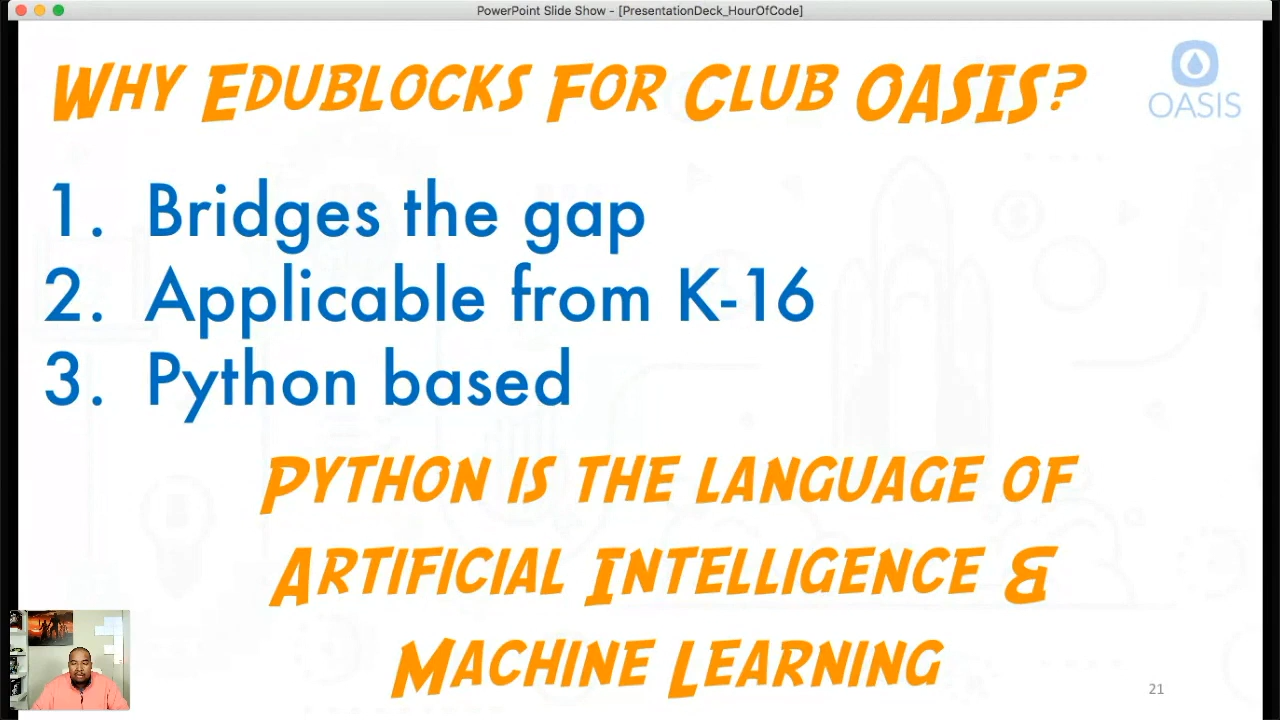 PowerPoint Slide Show - [PresentationDeck_HourOfCode]
WHY EDUBLOCKS FOR CLUB OASIS?
OASIS
1. Bridges the gap
2. Applicable from K-16
3. Python based
PYTHON IS THE LANGUAGE OF
ARTIFICIAL INTELLIGENCE &
MACHINE LEARNING
21